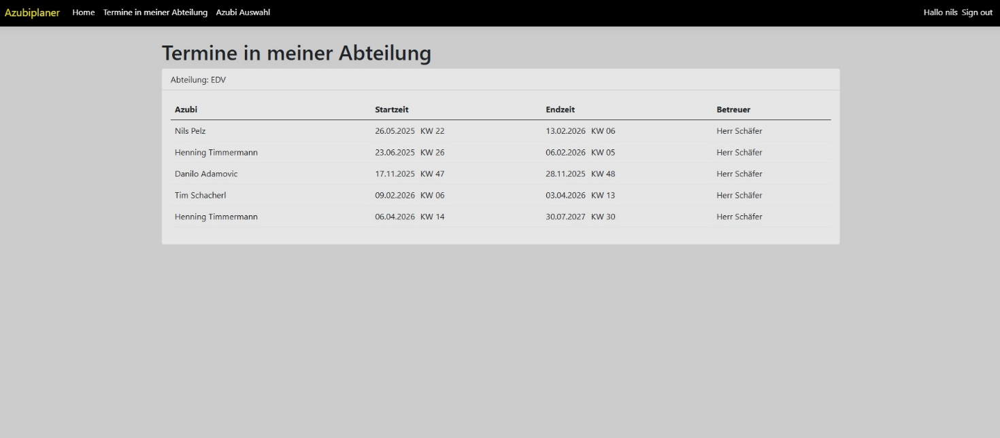 Azubiplaner Home Termine in meiner Abteilung Azubi Auswahl Hallo nils Sign out
Termine in meiner Abteilung
Abteilung: EDV
Azubi Startzeit Endzeit Betreuer
Nils Pelz 26.05.2025 KW 22 13.02.2026 KW 06 Herr Schäfer
Henning Timmermann 23.06.2025 KW 26 06.02.2026 KW 05 Herr Schäfer
Danilo Adamovic 17.11.2025 KW 47 28.11.2025 KW 48 Herr Schäfer
Tim Schacherl 09.02.2026 KW 06 03.04.2026 KW 13 Herr Schäfer
Henning Timmermann 06.04.2026 KW 14 30.07.2027 KW 30 Herr Schäfer